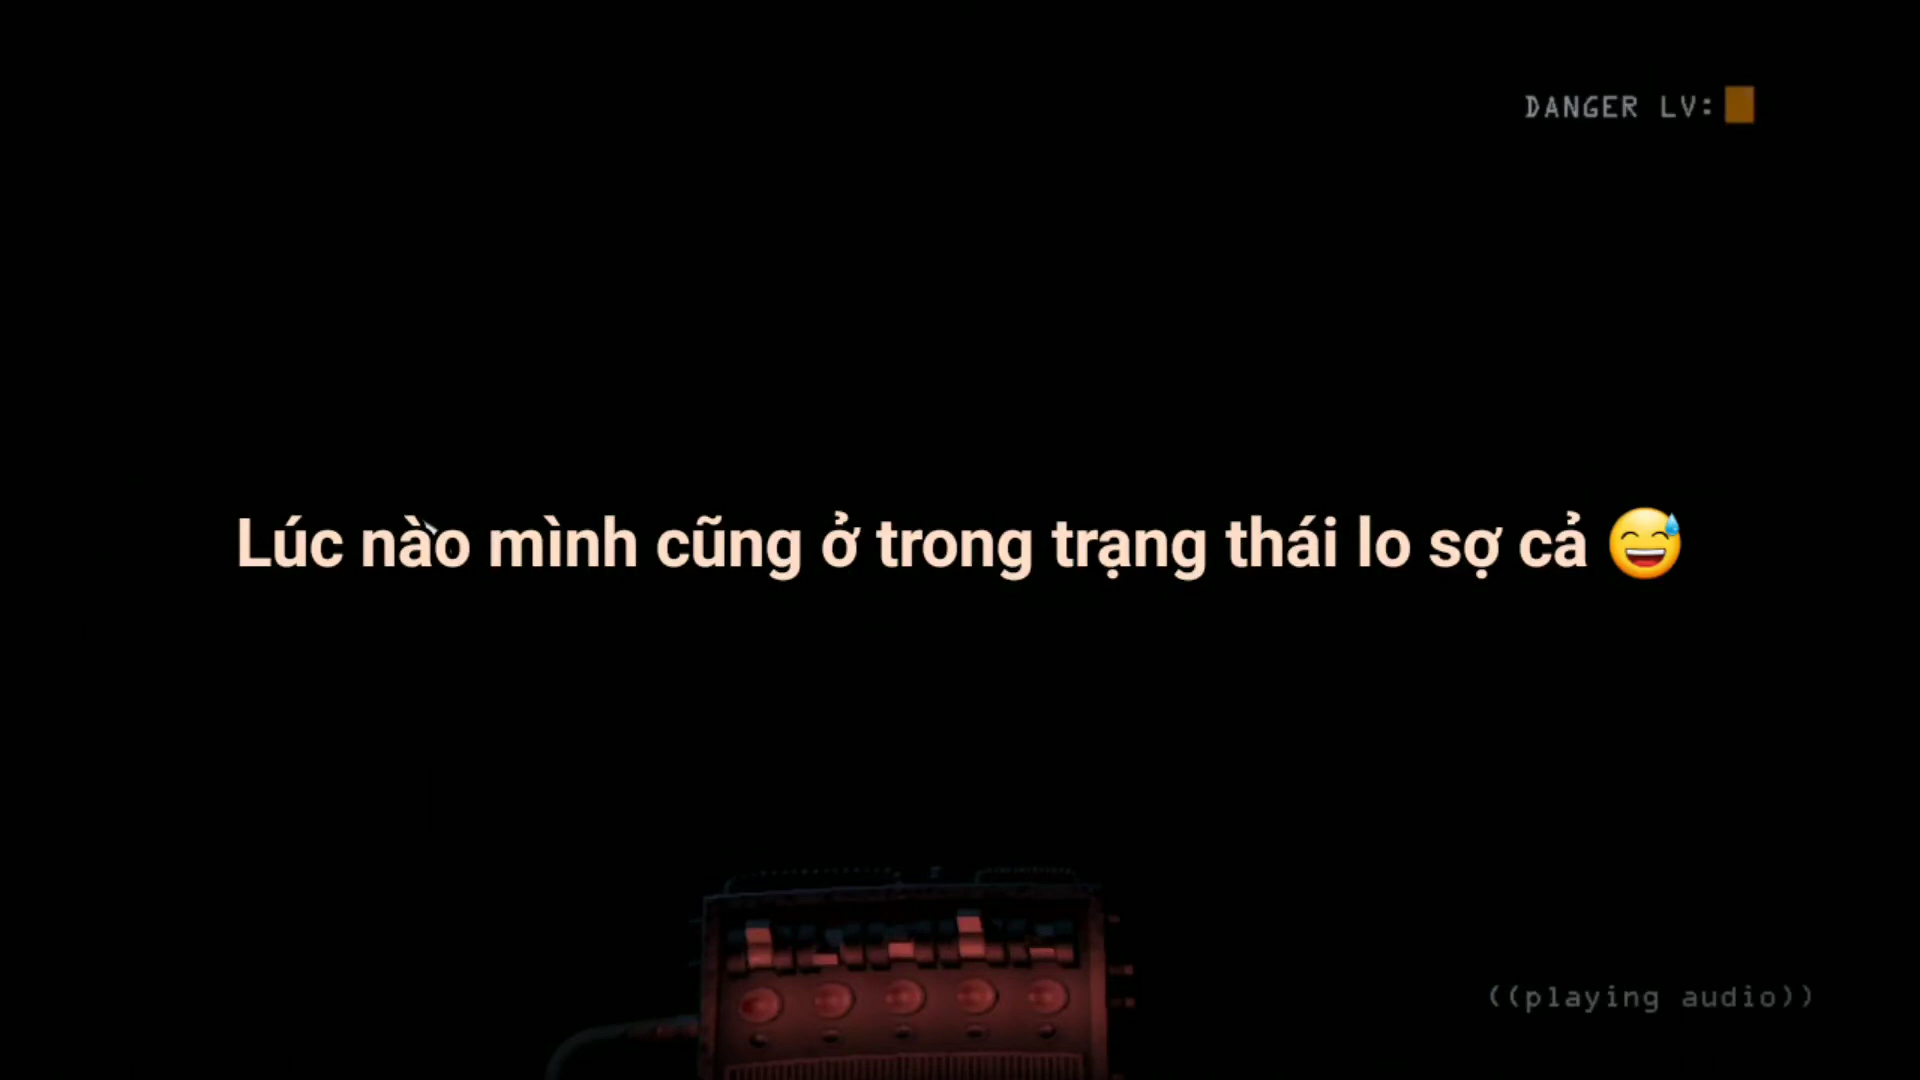 DANGER LV:
Lúc nào mình cũng ở trong trạng thái lo sợ cả 😅
((playing audio))